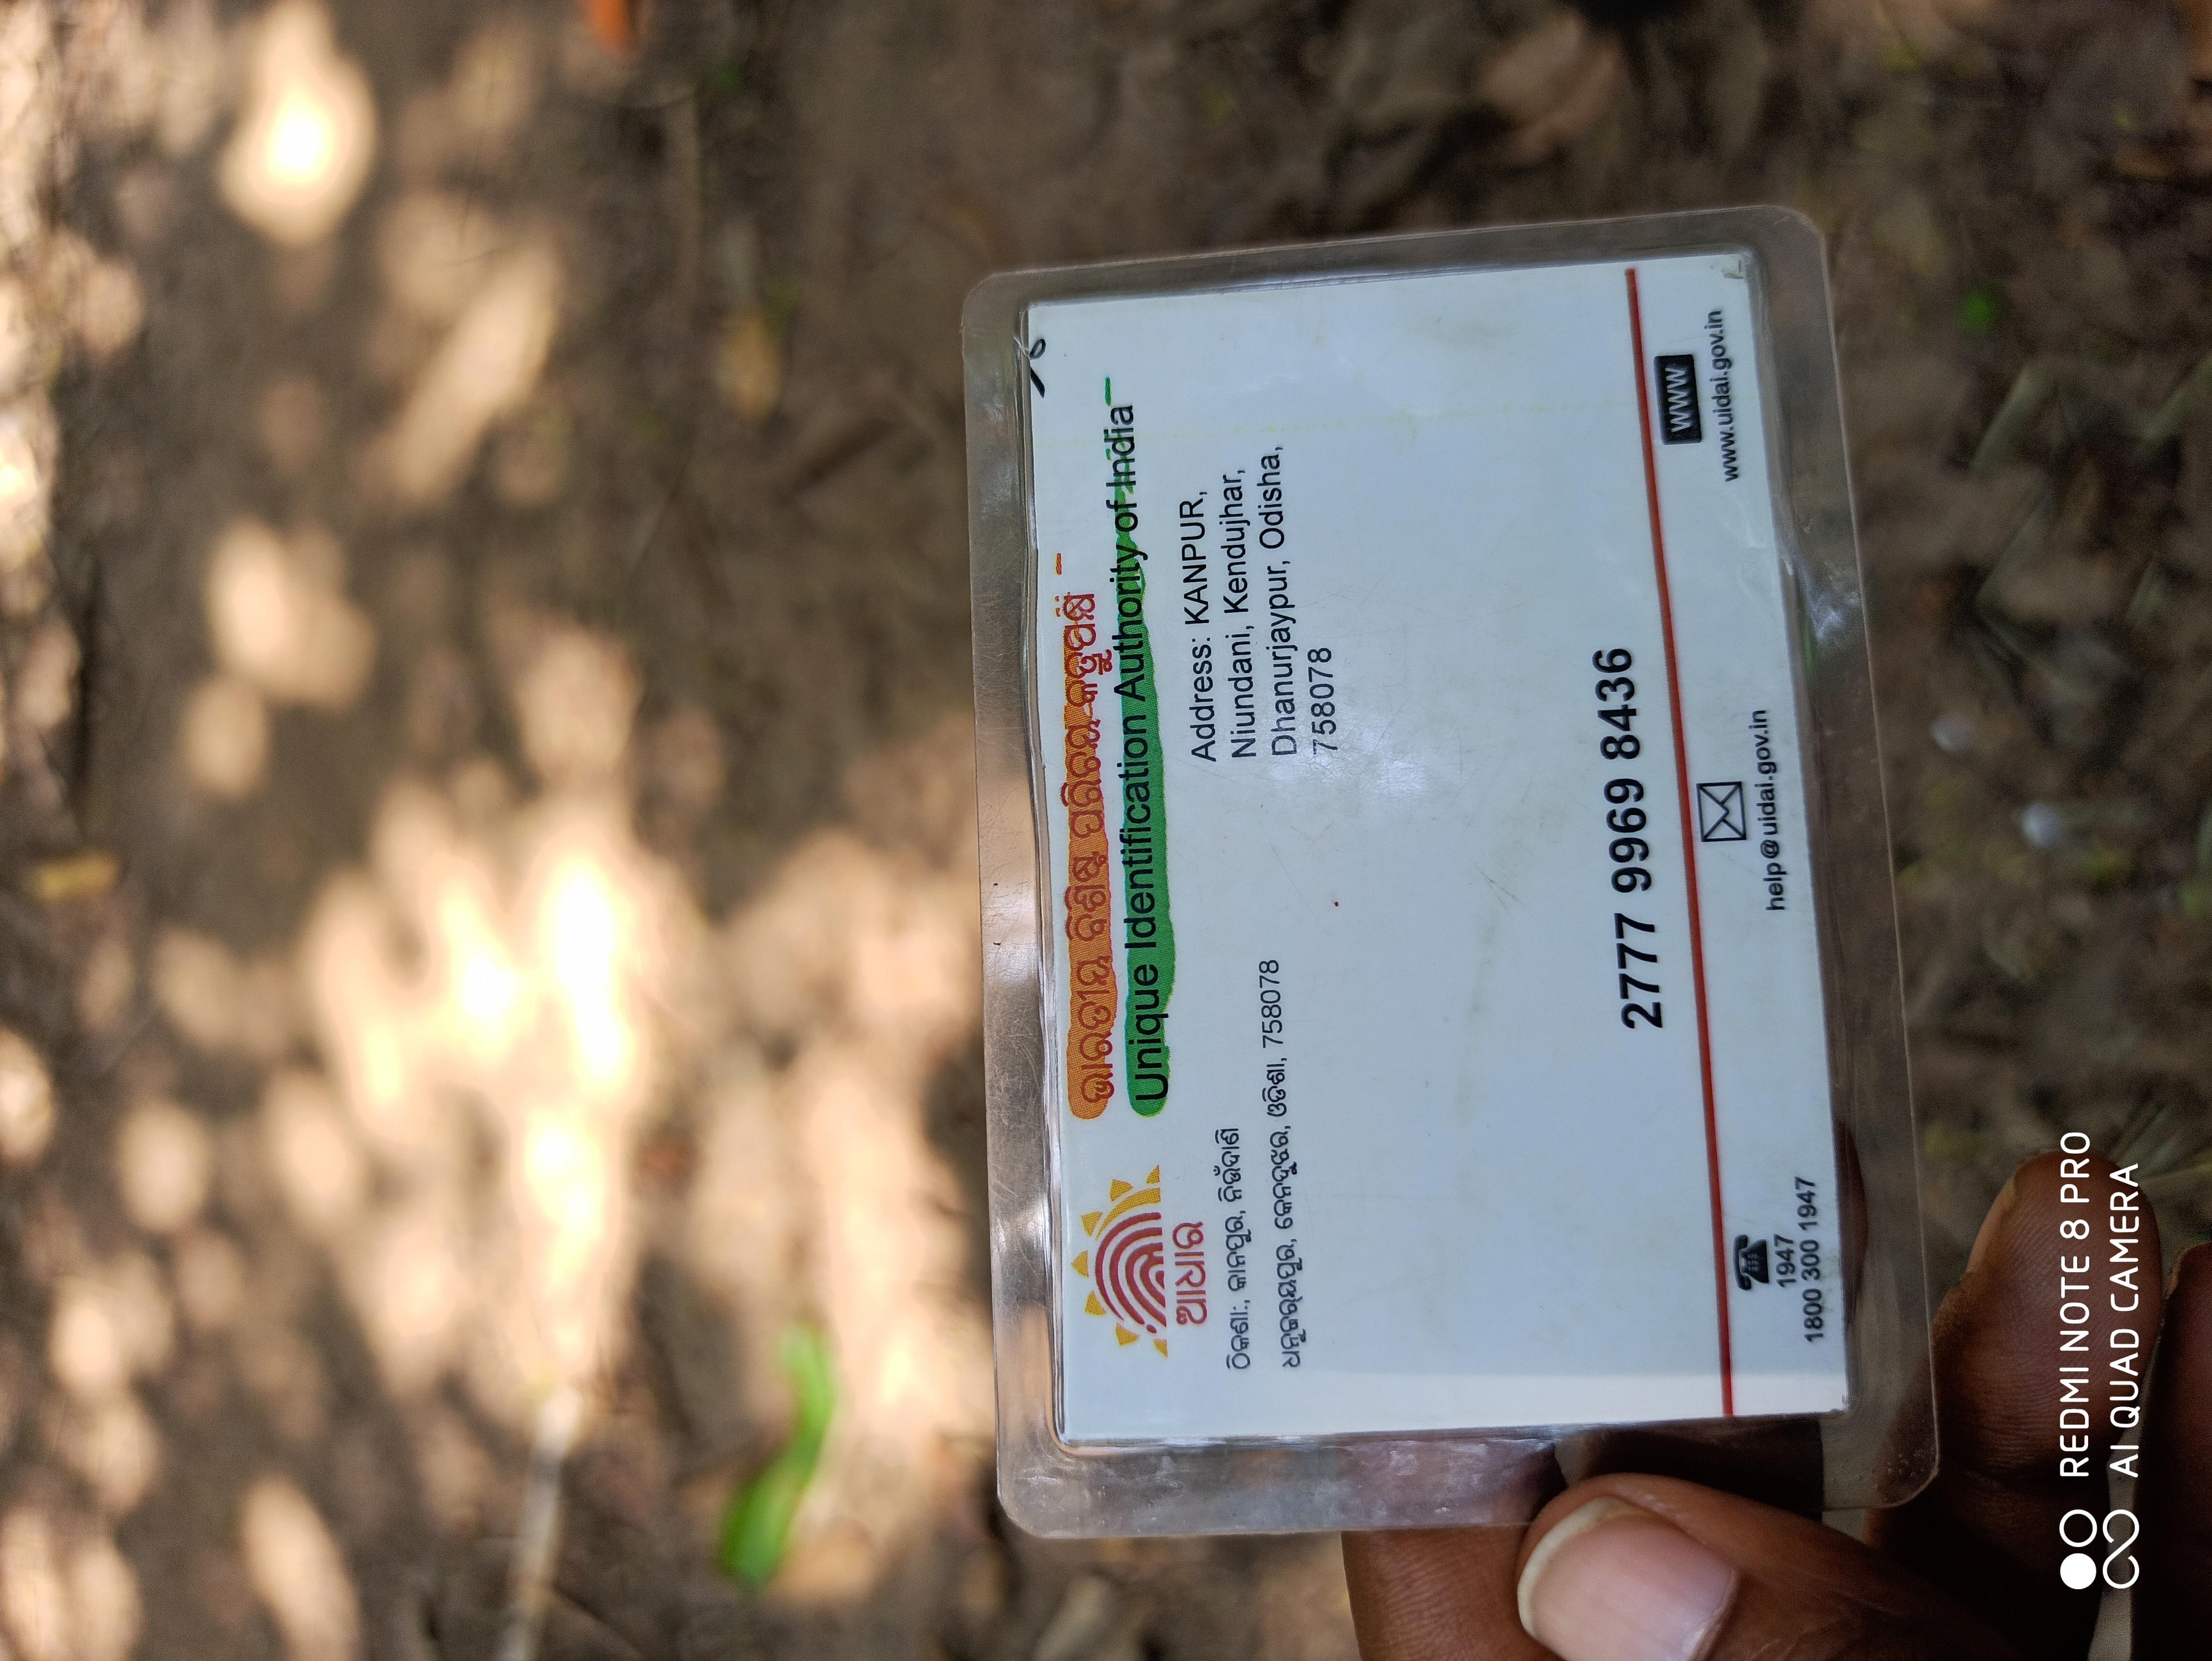 ଭାରତୀୟ ବିଶିଷ୍ଟ ପରିଚୟ କର୍ତ୍ତୃପକ୍ଷ
Unique Identification Authority of India
ଆଧାର
ଠିକଣା:, କାନପୁର, ନିଉଁଦାଣି
ଧନୁର୍ଜୟପୁର, କେନ୍ଦୁଝର, ଓଡିଶା, 758078
Address: KANPUR,
Niundani, Kendujhar,
Dhanurjaypur, Odisha,
758078
2777 9969 8436
1947
1800 300 1947
help@uidai.gov.in
WWW
www.uidai.gov.in
REDMI NOTE 8 PRO
AI QUAD CAMERA